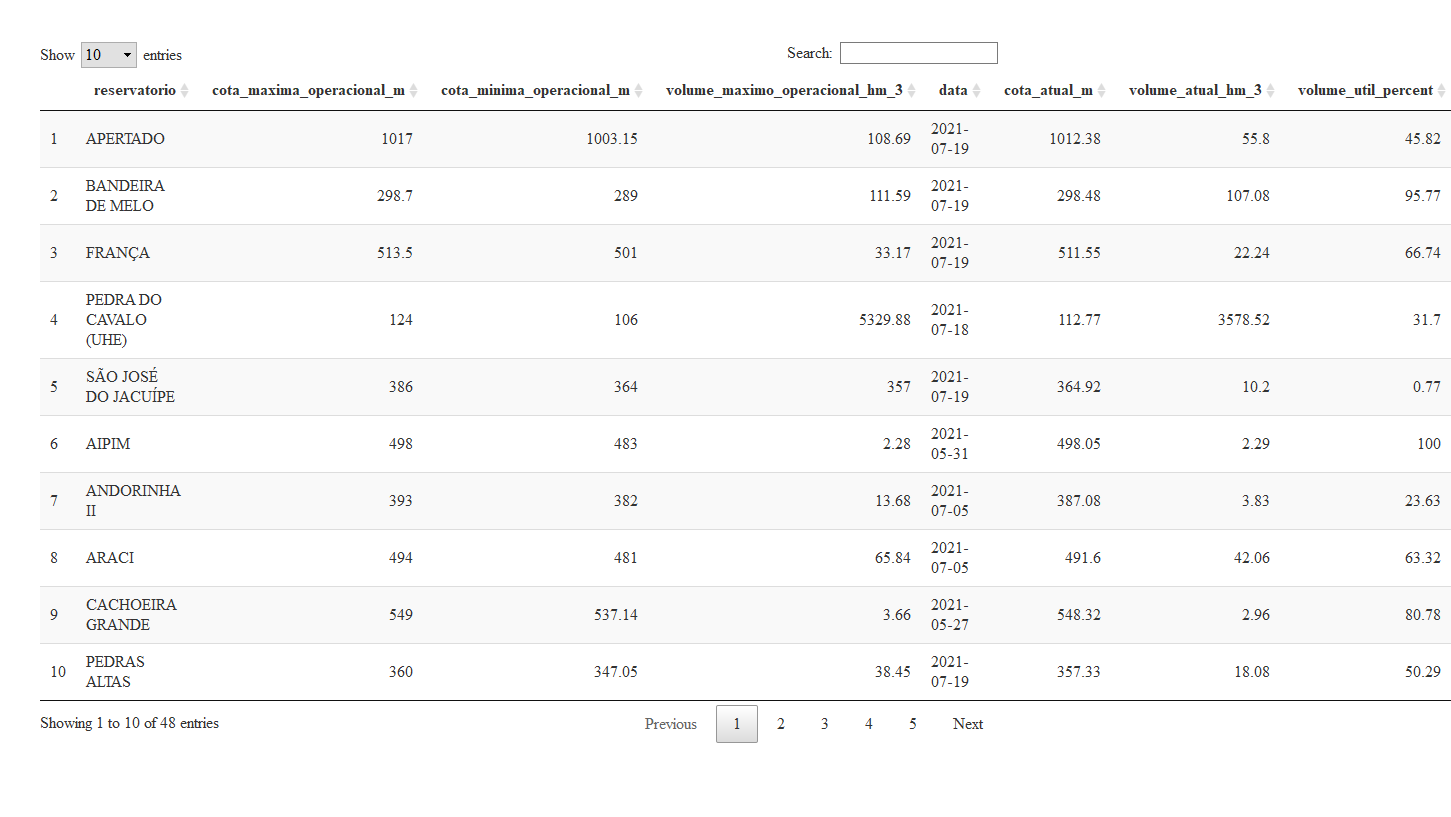 Show 10 entries Search:
reservatorio cota_maxima_operacional_m cota_minima_operacional_m volume_maximo_operacional_hm_3 data cota_atual_m volume_atual_hm_3 volume_util_percent
1 APERTADO 1017 1003.15 108.69 2021-07-19 1012.38 55.8 45.82
2 BANDEIRA DE MELO 298.7 289 111.59 2021-07-19 298.48 107.08 95.77
3 FRANÇA 513.5 501 33.17 2021-07-19 511.55 22.24 66.74
4 PEDRA DO CAVALO (UHE) 124 106 5329.88 2021-07-18 112.77 3578.52 31.7
5 SÃO JOSÉ DO JACUÍPE 386 364 357 2021-07-19 364.92 10.2 0.77
6 AIPIM 498 483 2.28 2021-05-31 498.05 2.29 100
7 ANDORINHA II 393 382 13.68 2021-07-05 387.08 3.83 23.63
8 ARACI 494 481 65.84 2021-07-05 491.6 42.06 63.32
9 CACHOEIRA GRANDE 549 537.14 3.66 2021-05-27 548.32 2.96 80.78
10 PEDRAS ALTAS 360 347.05 38.45 2021-07-19 357.33 18.08 50.29
Showing 1 to 10 of 48 entries Previous 1 2 3 4 5 Next